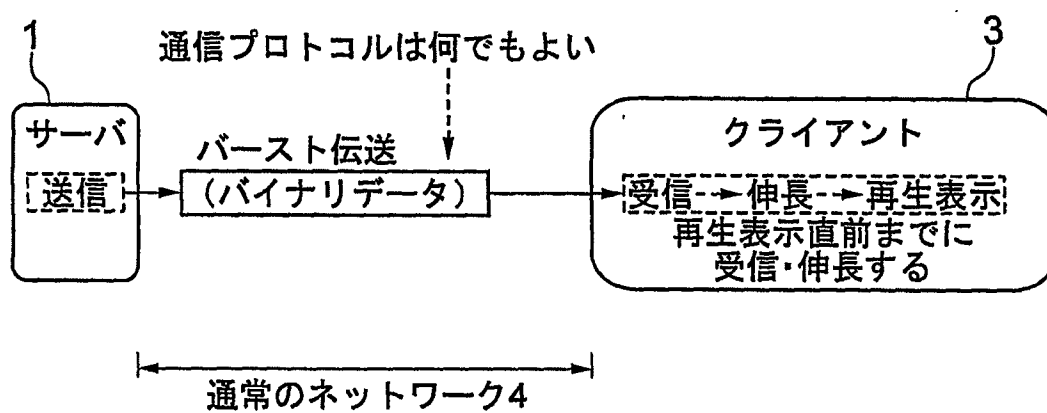 1
通信プロトコルは何でもよい
3
サーバ
クライアント
バースト伝送
送信
(バイナリデータ)
受信
伸長
再生表示
再生表示直前までに
受信・伸長する
通常のネットワーク4